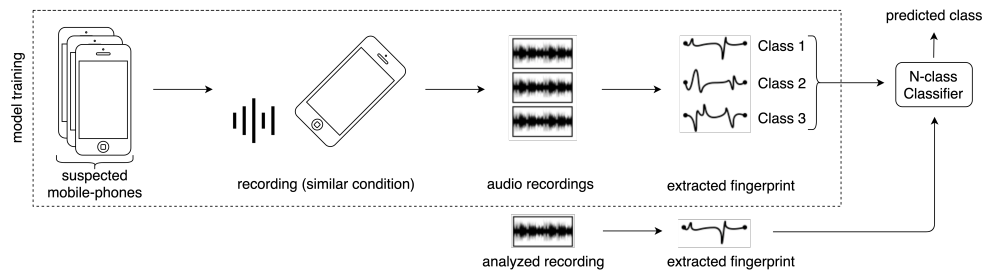 predicted class
model training
Class 1
Class 2
Class 3
N-class
Classifier
suspected
mobile-phones
recording (similar condition)
audio recordings
extracted fingerprint
analyzed recording
extracted fingerprint